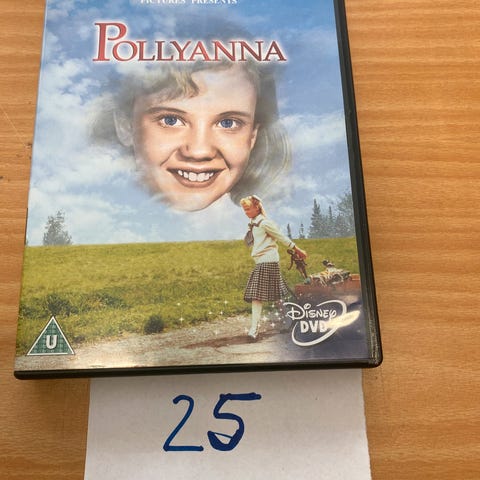 PICTURES PRESENTS
POLLYANNA
DISNEY
DVD
U
25